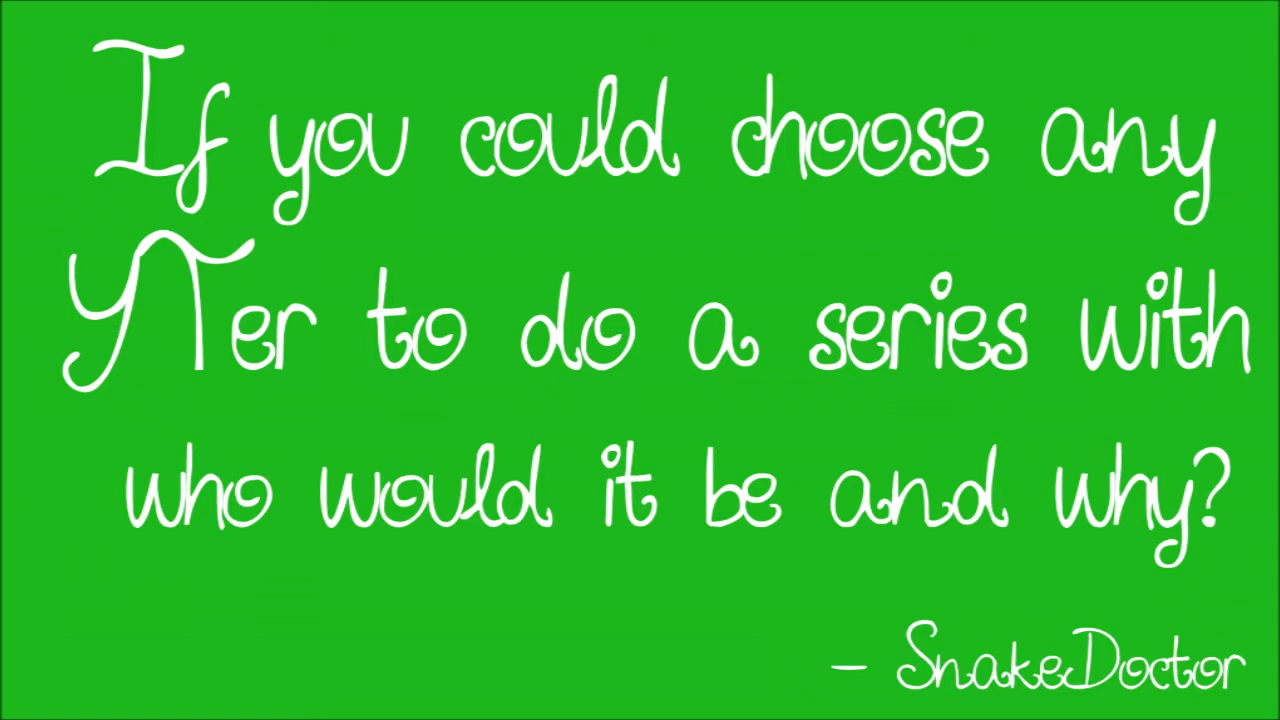 If you could choose any
YTer to do a series with
who would it be and why?
- SnakeDoctor